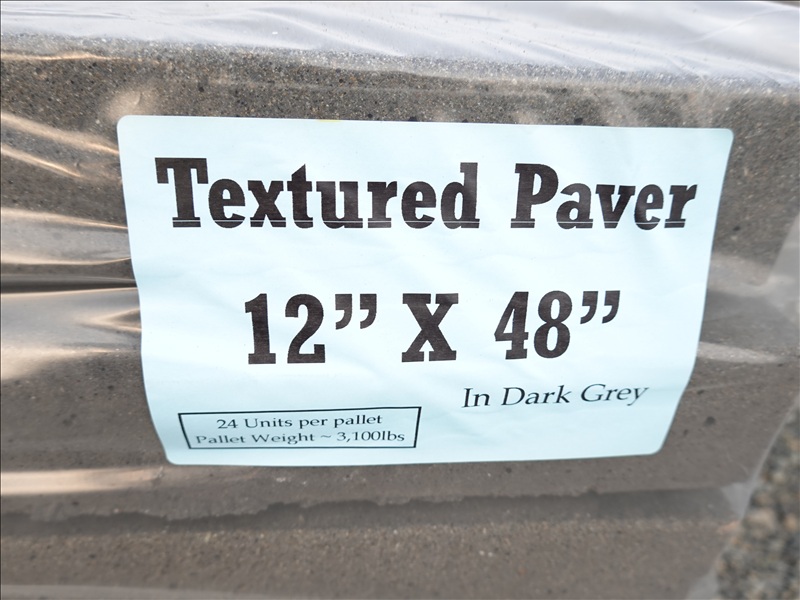 Textured Paver
12” X 48”
In Dark Grey
24 Units per pallet
Pallet Weight ~ 3,100lbs